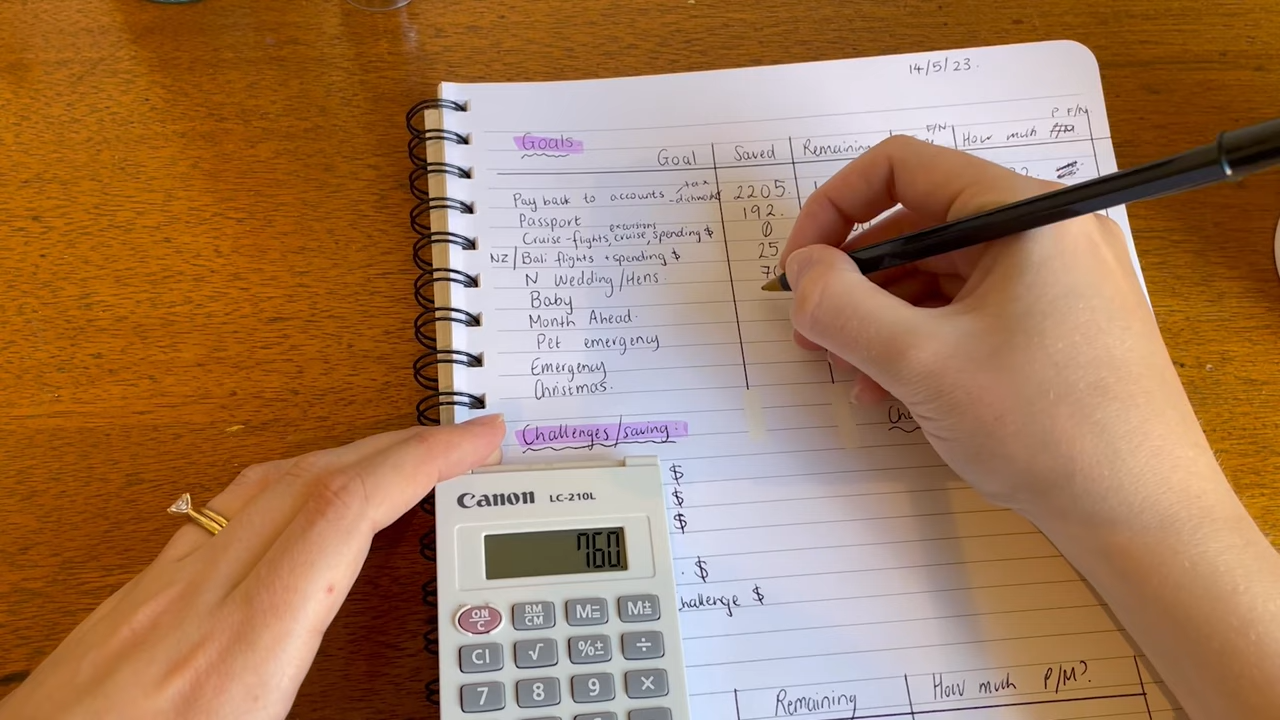 14/5/23.
P F/N
F/N
Goals Goal Saved Remaining How much
tax
Pay back to accounts 2205.
Passport 192.
excursions
Cruise - flights, cruise, spending $ 0
NZ/ Bali flights + spending $ 25
N Wedding/Hens. 70
Baby
Month Ahead.
Pet emergency
Emergency
Christmas.
Challenges/saving.
$
Canon LC-210L
$
$
760.
. $
challenge $
ON/C RM/CM M= M±
CI √ %± ÷
7 8 9 ×
Remaining How much P/M?